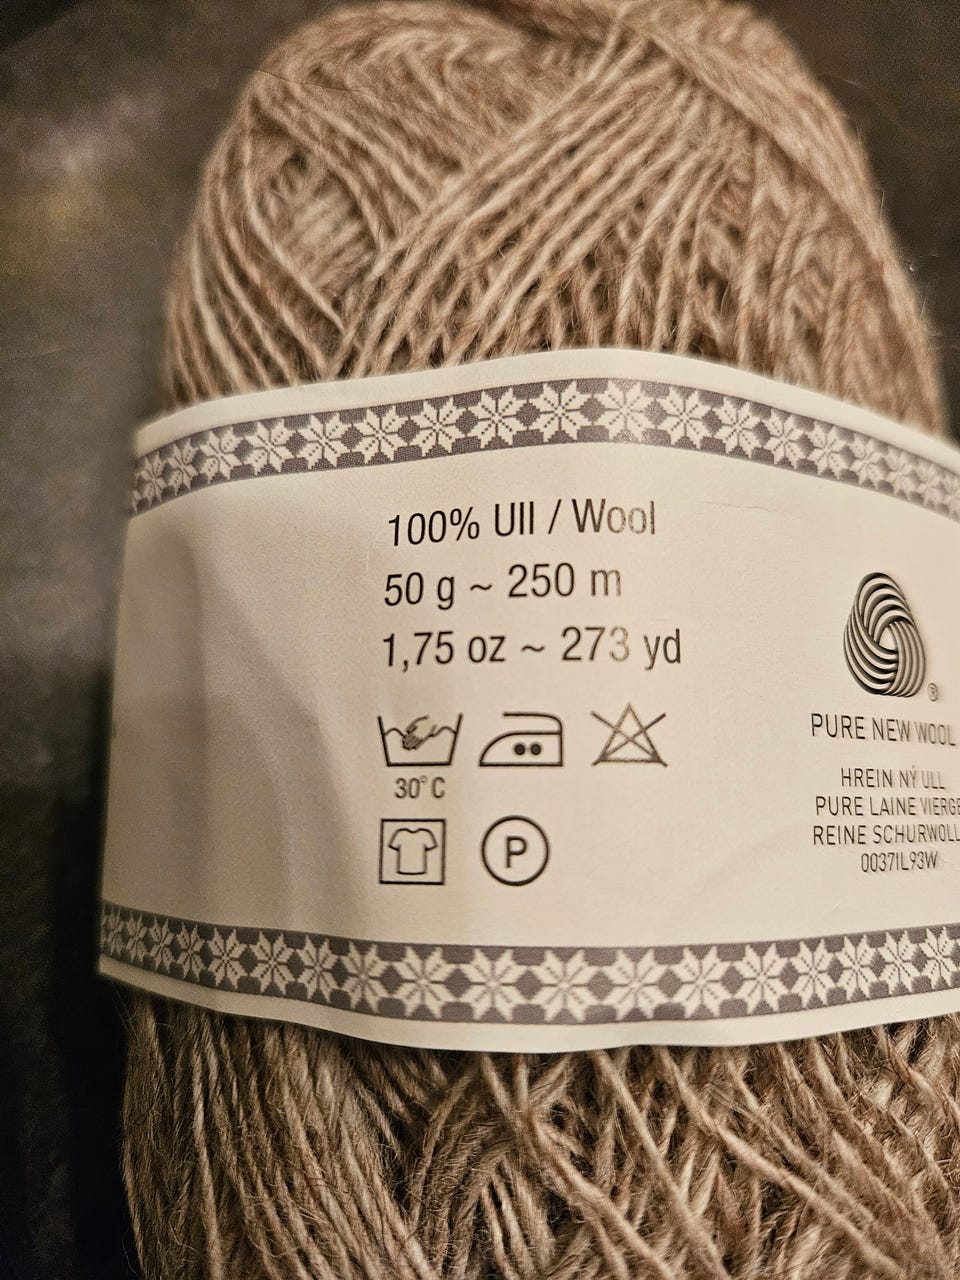 100% Ull / Wool
50 g ~ 250 m
1,75 oz ~ 273 yd
30°C
P
®
PURE NEW WOOL
HREIN NÝ ULL
PURE LAINE VIERGE
REINE SCHURWOLL
0037IL93W